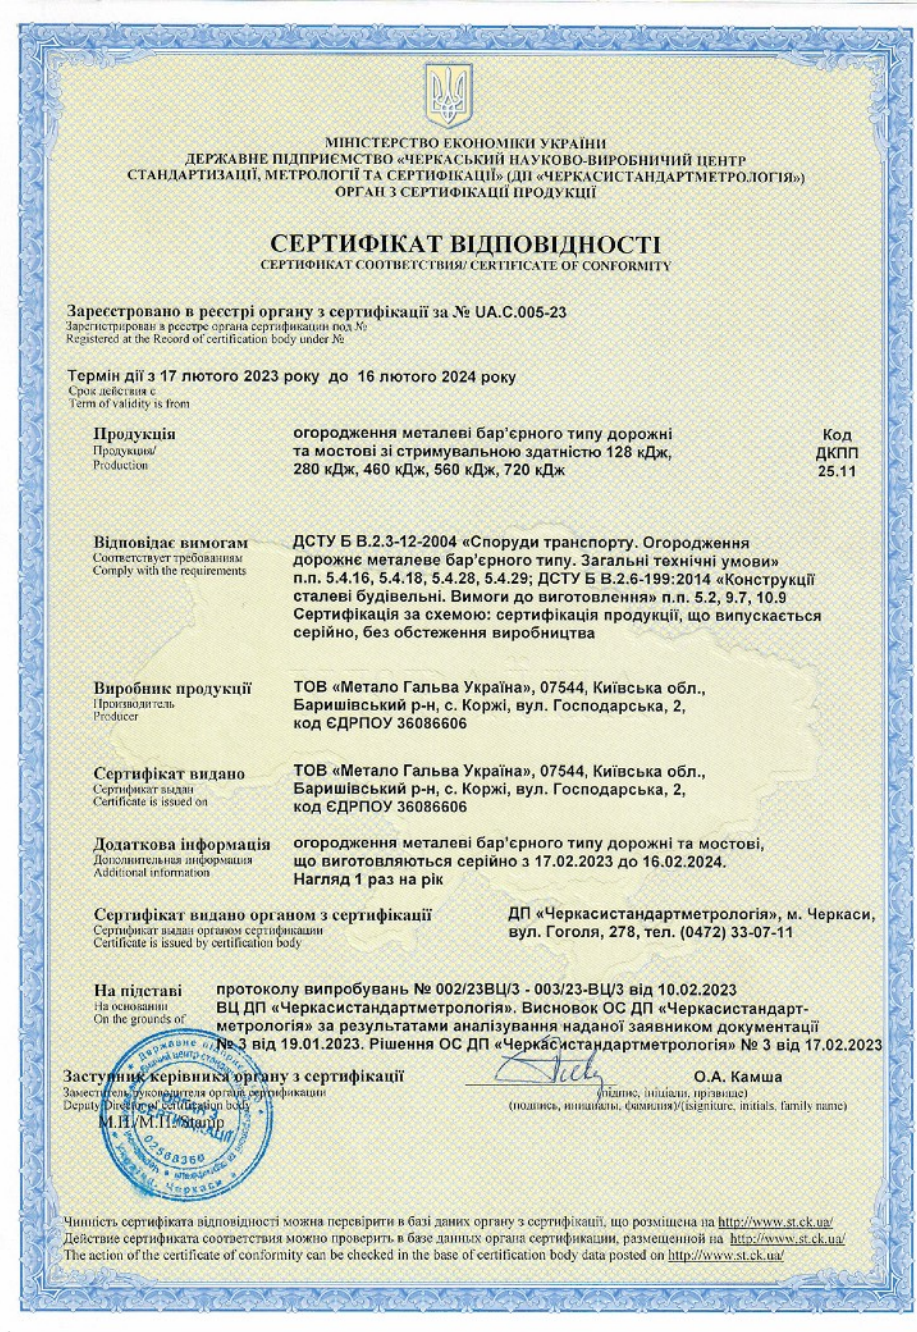 МІНІСТЕРСТВО ЕКОНОМІКИ УКРАЇНИ
ДЕРЖАВНЕ ПІДПРИЄМСТВО «ЧЕРКАСЬКИЙ НАУКОВО-ВИРОБНИЧИЙ ЦЕНТР
СТАНДАРТИЗАЦІЇ, МЕТРОЛОГІЇ ТА СЕРТИФІКАЦІЇ» (ДП «ЧЕРКАСИСТАНДАРТМЕТРОЛОГІЯ»)
ОРГАН З СЕРТИФІКАЦІЇ ПРОДУКЦІЇ
СЕРТИФІКАТ ВІДПОВІДНОСТІ
СЕРТИФИКАТ СООТВЕТСТВИЯ/ CERTIFICATE OF CONFORMITY
Зареєстровано в реєстрі органу з сертифікації за № UA.C.005-23
Зарегистрирован в реестре органа сертификации под №
Registered at the Record of certification body under №
Термін дії з 17 лютого 2023 року до 16 лютого 2024 року
Срок действия с
Term of validity is from
Продукція
Продукция/
Production
огородження металеві бар’єрного типу дорожні
та мостові зі стримувальною здатністю 128 кДж,
280 кДж, 460 кДж, 560 кДж, 720 кДж
Код
ДКПП
25.11
Відповідає вимогам
Соответствует требованиям
Comply with the requirements
ДСТУ Б В.2.3-12-2004 «Споруди транспорту. Огородження
дорожнє металеве бар’єрного типу. Загальні технічні умови»
п.п. 5.4.16, 5.4.18, 5.4.28, 5.4.29; ДСТУ Б В.2.6-199:2014 «Конструкції
сталеві будівельні. Вимоги до виготовлення» п.п. 5.2, 9.7, 10.9
Сертифікація за схемою: сертифікація продукції, що випускається
серійно, без обстеження виробництва
Виробник продукції
Производитель
Producer
ТОВ «Метало Гальва Україна», 07544, Київська обл.,
Баришівський р-н, с. Коржі, вул. Господарська, 2,
код ЄДРПОУ 36086606
Сертифікат видано
Сертификат выдан
Certificate is issued on
ТОВ «Метало Гальва Україна», 07544, Київська обл.,
Баришівський р-н, с. Коржі, вул. Господарська, 2,
код ЄДРПОУ 36086606
Додаткова інформація
Дополнительная информация
Additional information
огородження металеві бар’єрного типу дорожні та мостові,
що виготовляються серійно з 17.02.2023 до 16.02.2024.
Нагляд 1 раз на рік
Сертифікат видано органом з сертифікації
Сертификат выдан органом сертификации
Certificate is issued by certification body
ДП «Черкасистандартметрологія», м. Черкаси,
вул. Гоголя, 278, тел. (0472) 33-07-11
На підставі
На основании
On the grounds of
протоколу випробувань № 002/23ВЦ/3 - 003/23-ВЦ/3 від 10.02.2023
ВЦ ДП «Черкасистандартметрологія». Висновок ОС ДП «Черкасистандарт-
метрологія» за результатами аналізування наданої заявником документації
№ 3 від 19.01.2023. Рішення ОС ДП «Черкасистандартметрологія» № 3 від 17.02.2023
Заступник керівника органу з сертифікації
Заместитель руководителя органа сертификации
Deputy Director of certification body
М.П./М.П./Stamp
О.А. Камша
(підпис, ініціали, прізвище)
(подпись, инициалы, фамилия)/(isigniture, initials, family name)
ОРГАН З
СЕРТИФІКАЦІЇ
02568360
Україна, Черкаси
Чинність сертифіката відповідності можна перевірити в базі даних органу з сертифікації, що розміщена на http://www.st.ck.ua/
Действие сертификата соответствия можно проверить в базе данных органа сертификации, размещенной на http://www.st.ck.ua/
The action of the certificate of conformity can be checked in the base of certification body data posted on http://www.st.ck.ua/